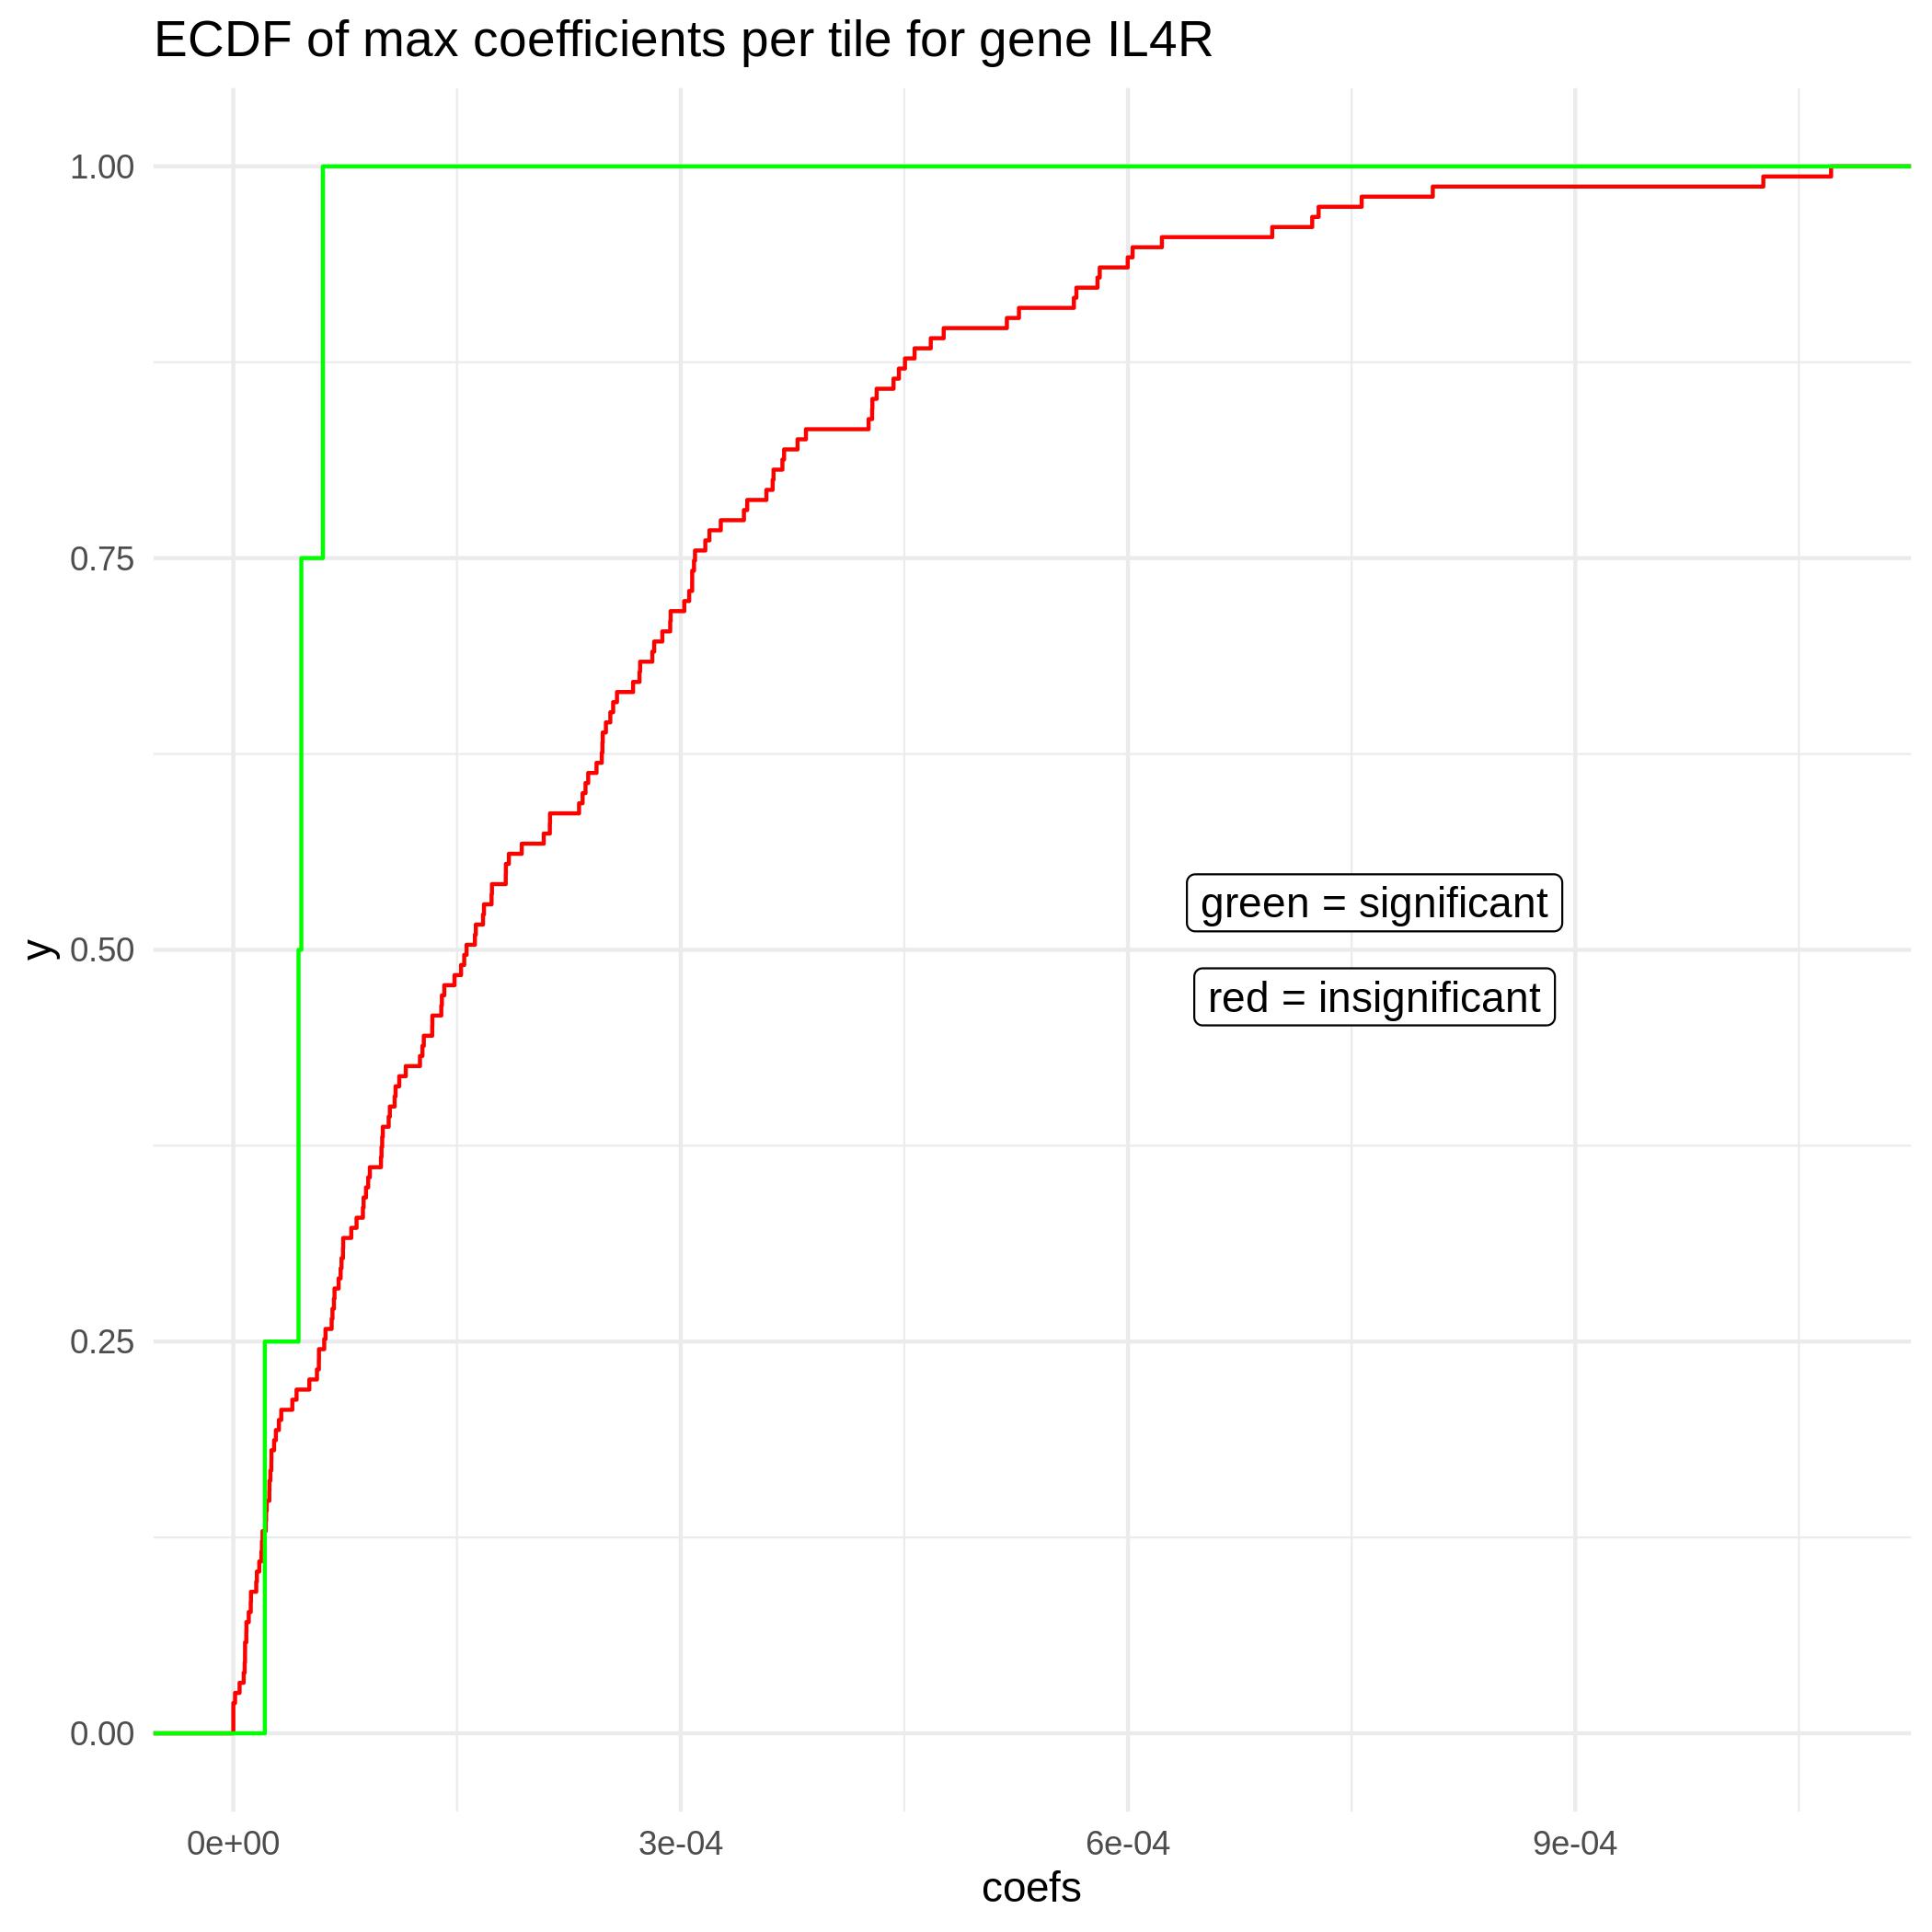 ECDF of max coefficients per tile for gene IL4R
1.00
0.75
0.50
0.25
0.00
y
green = significant
red = insignificant
0e+00 3e-04 6e-04 9e-04
coefs